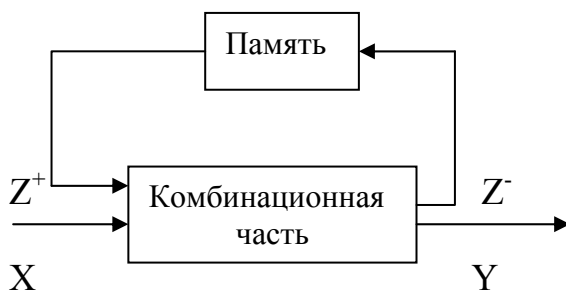 Память
Z⁺
Комбинационная
часть
Z⁻
X
Y